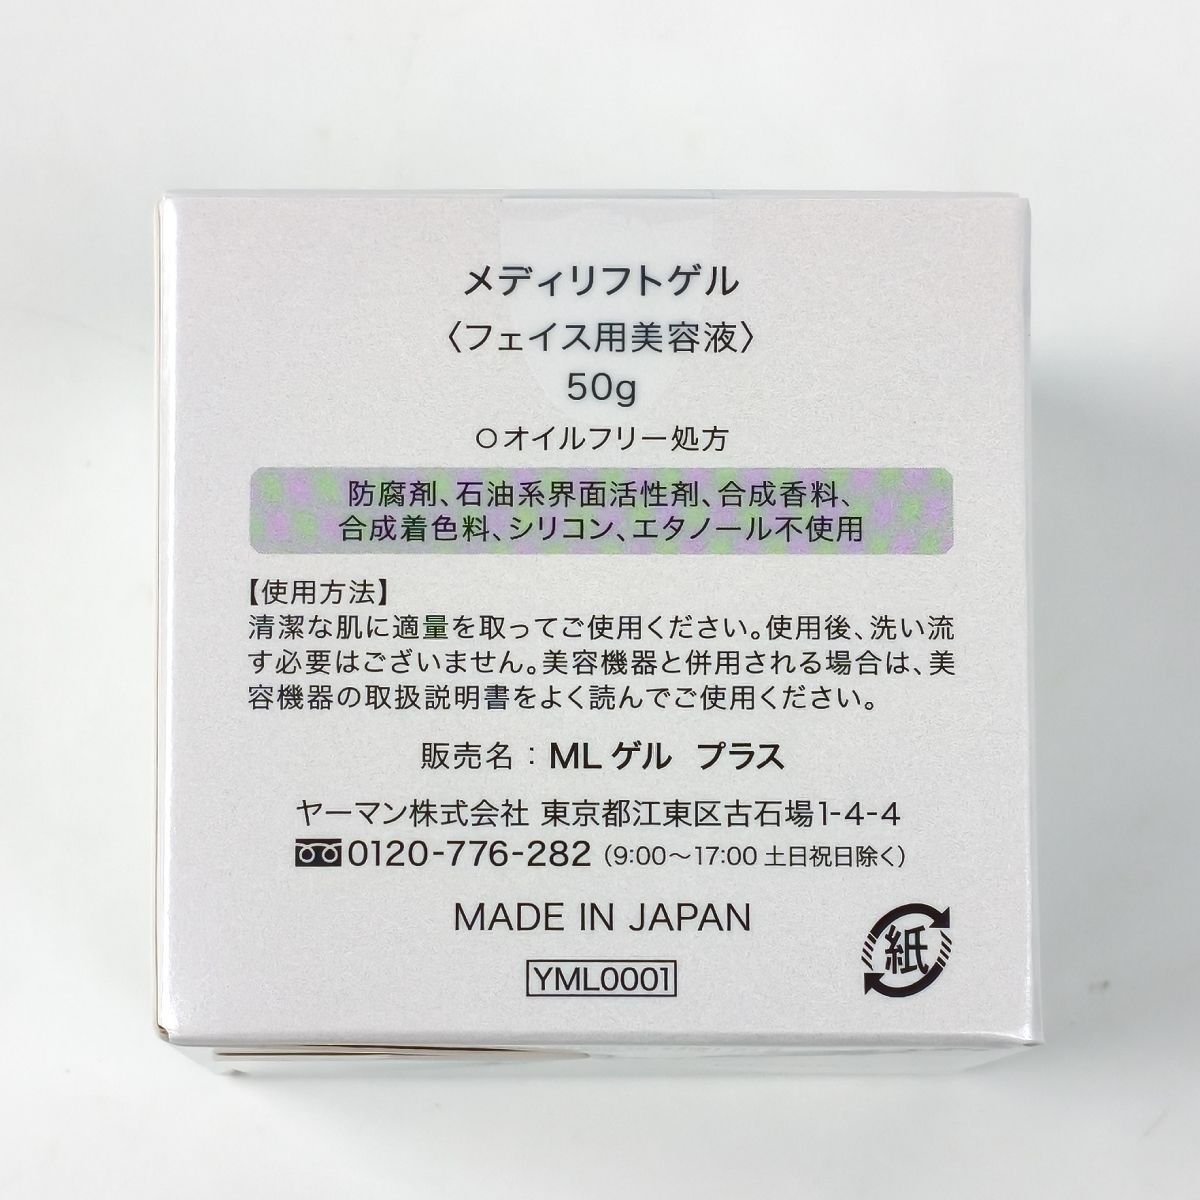 メディリフトゲル
〈フェイス用美容液〉
50g
○オイルフリー処方
防腐剤、石油系界面活性剤、合成香料、
合成着色料、シリコン、エタノール不使用
【使用方法】
清潔な肌に適量を取ってご使用ください。使用後、洗い流
す必要はございません。美容機器と併用される場合は、美
容機器の取扱説明書をよく読んでご使用ください。
販売名：MLゲル プラス
ヤーマン株式会社 東京都江東区古石場1-4-4
0120-776-282（9:00～17:00 土日祝日除く）
MADE IN JAPAN
紙
YML0001